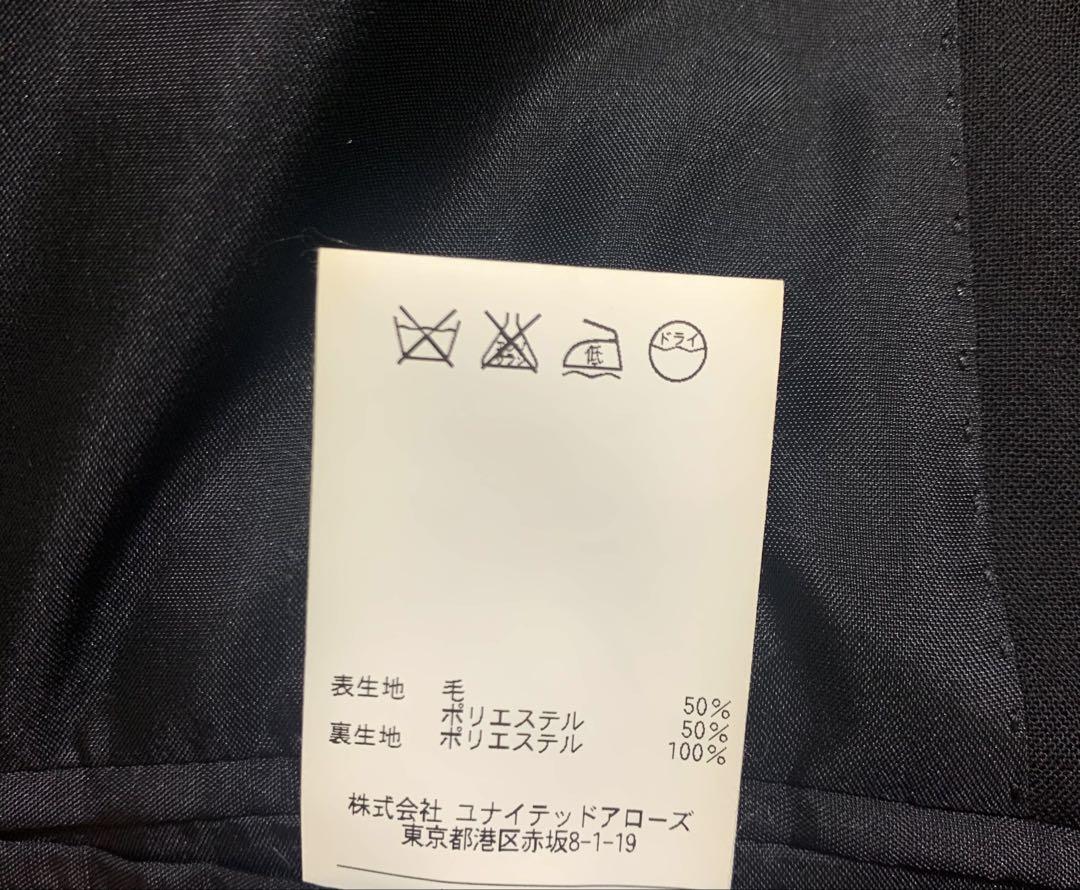 低 ドライ
表生地 毛 50%
ポリエステル 50%
裏生地 ポリエステル 100%
株式会社 ユナイテッドアローズ
東京都港区赤坂8-1-19